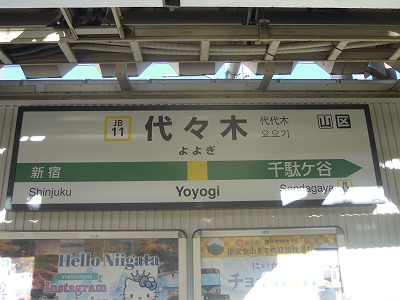 JB
11
代々木
代代木
요요기
山区
よよぎ
新宿
千駄ケ谷
Shinjuku
Yoyogi
Sendagaya
Hello Niigata
Instagram